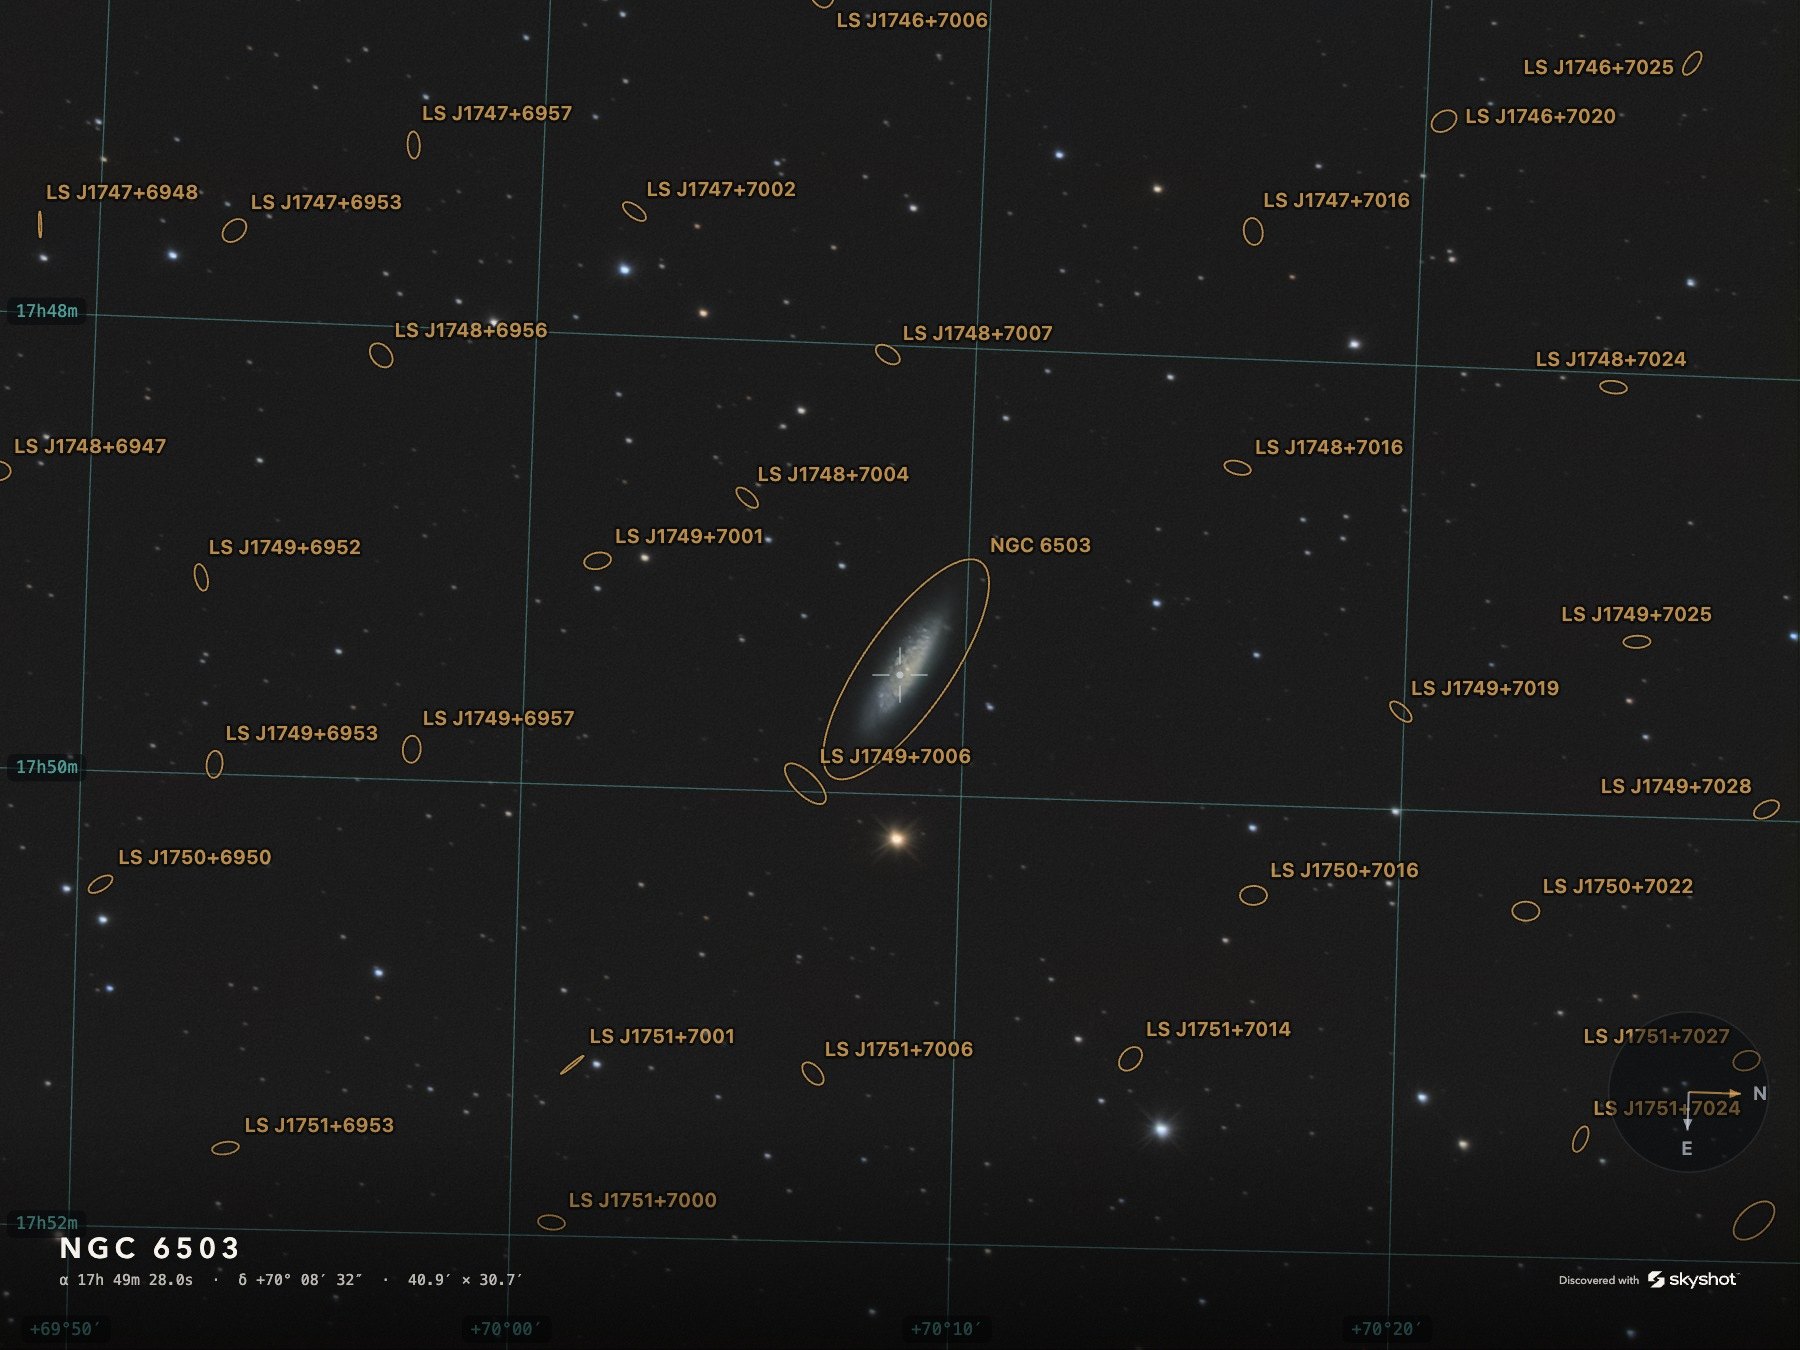 LS J1746+7006
LS J1746+7025
LS J1747+6957
LS J1746+7020
LS J1747+6948
LS J1747+6953
LS J1747+7002
LS J1747+7016
17h48m
LS J1748+6956
LS J1748+7007
LS J1748+7024
LS J1748+6947
LS J1748+7004
LS J1748+7016
LS J1749+6952
LS J1749+7001
NGC 6503
LS J1749+7025
LS J1749+7019
LS J1749+6953
LS J1749+6957
LS J1749+7006
17h50m
LS J1749+7028
LS J1750+6950
LS J1750+7016
LS J1750+7022
LS J1751+7001
LS J1751+7006
LS J1751+7014
LS J1751+7027
N
LS J1751+7024
E
LS J1751+6953
LS J1751+7000
17h52m
NGC 6503
α 17h 49m 28.0s · δ +70° 08′ 32″ · 40.9′ × 30.7′
Discovered with skyshot
+69°50′
+70°00′
+70°10′
+70°20′